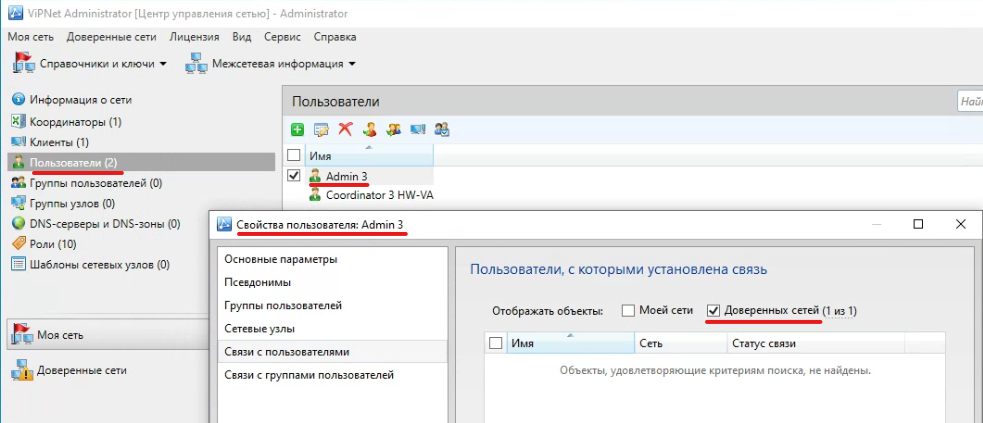 ViPNet Administrator [Центр управления сетью] - Administrator
Моя сеть Доверенные сети Лицензия Вид Сервис Справка
Справочники и ключи Межсетевая информация
Информация о сети
Координаторы (1)
Клиенты (1)
Пользователи (2)
Группы пользователей (0)
Группы узлов (0)
DNS-серверы и DNS-зоны (0)
Роли (10)
Шаблоны сетевых узлов (0)
Моя сеть
Доверенные сети
Пользователи
Най
Имя
Admin 3
Coordinator 3 HW-VA
Свойства пользователя: Admin 3
Основные параметры
Псевдонимы
Группы пользователей
Сетевые узлы
Связи с пользователями
Связи с группами пользователей
Пользователи, с которыми установлена связь
Отображать объекты: Моей сети Доверенных сетей (1 из 1)
Имя Сеть Статус связи
Объекты, удовлетворяющие критериям поиска, не найдены.